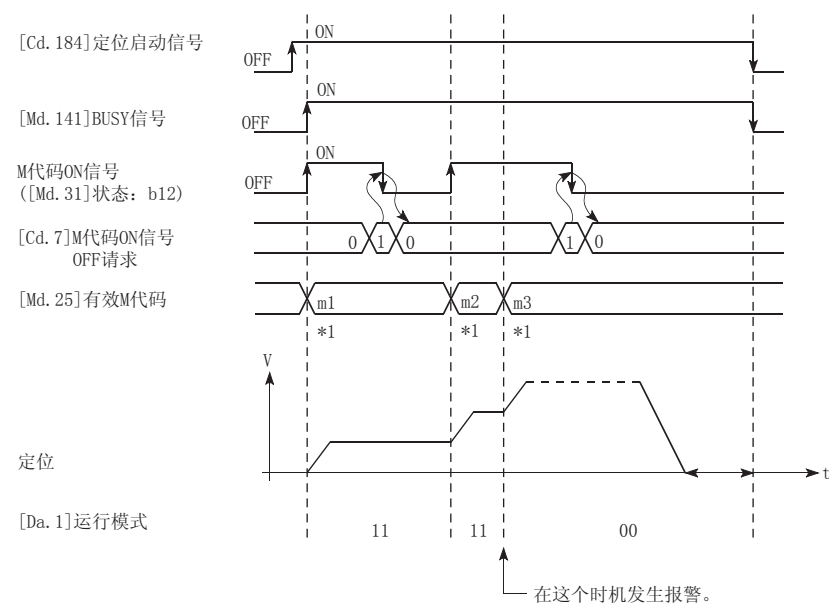 [Cd.184]定位启动信号
OFF
ON
[Md.141]BUSY信号
OFF
ON
M代码ON信号
([Md.31]状态：b12)
OFF
ON
[Cd.7]M代码ON信号
OFF请求
0 1 0 1 0
[Md.25]有效M代码
m1 m2 m3
*1 *1 *1
V
定位
t
[Da.1]运行模式
11 11 00
在这个时机发生报警。